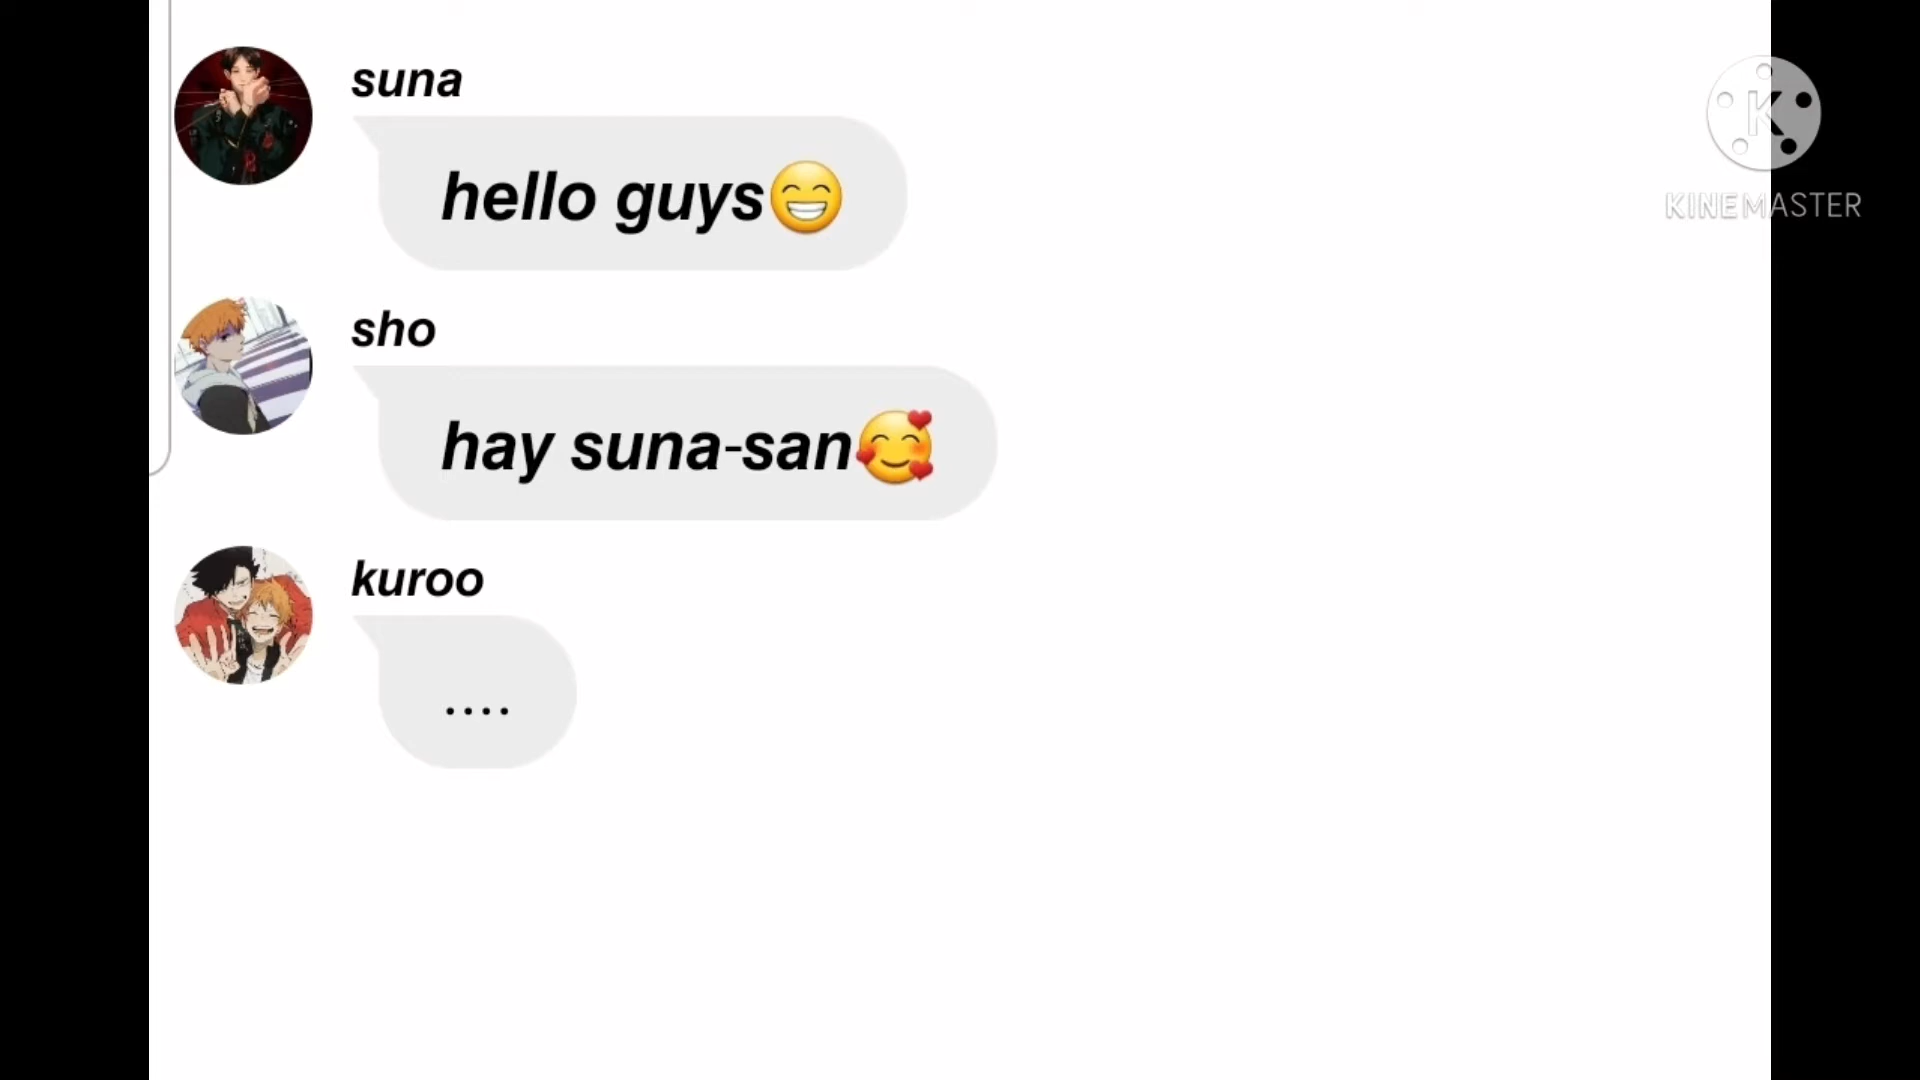 suna
hello guys😁
sho
hay suna-san🥰
kuroo
....
K
KINEMASTER